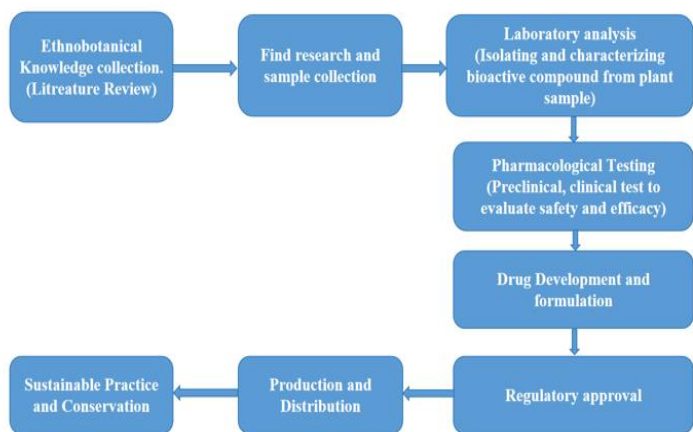 Ethnobotanical
Knowledge collection.
(Litreature Review)
Find research and
sample collection
Laboratory analysis
(Isolating and characterizing
bioactive compound from plant
sample)
Pharmacological Testing
(Preclinical, clinical test to
evaluate safety and efficacy)
Drug Development and
formulation
Regulatory approval
Production and
Distribution
Sustainable Practice
and Conservation